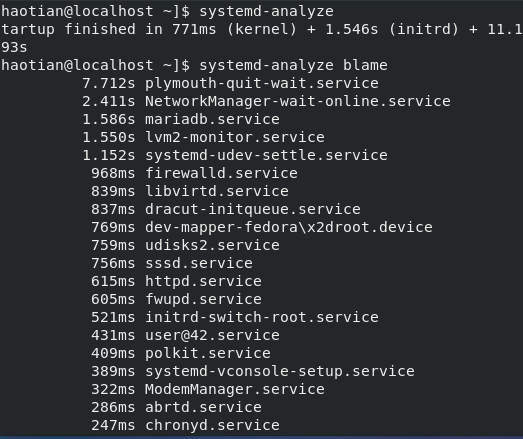 haotian@localhost ~]$ systemd-analyze
tartup finished in 771ms (kernel) + 1.546s (initrd) + 11.1
93s
haotian@localhost ~]$ systemd-analyze blame
7.712s plymouth-quit-wait.service
2.411s NetworkManager-wait-online.service
1.586s mariadb.service
1.550s lvm2-monitor.service
1.152s systemd-udev-settle.service
968ms firewalld.service
839ms libvirtd.service
837ms dracut-initqueue.service
769ms dev-mapper-fedora\x2droot.device
759ms udisks2.service
756ms sssd.service
615ms httpd.service
605ms fwupd.service
521ms initrd-switch-root.service
431ms user@42.service
409ms polkit.service
389ms systemd-vconsole-setup.service
322ms ModemManager.service
286ms abrtd.service
247ms chronyd.service